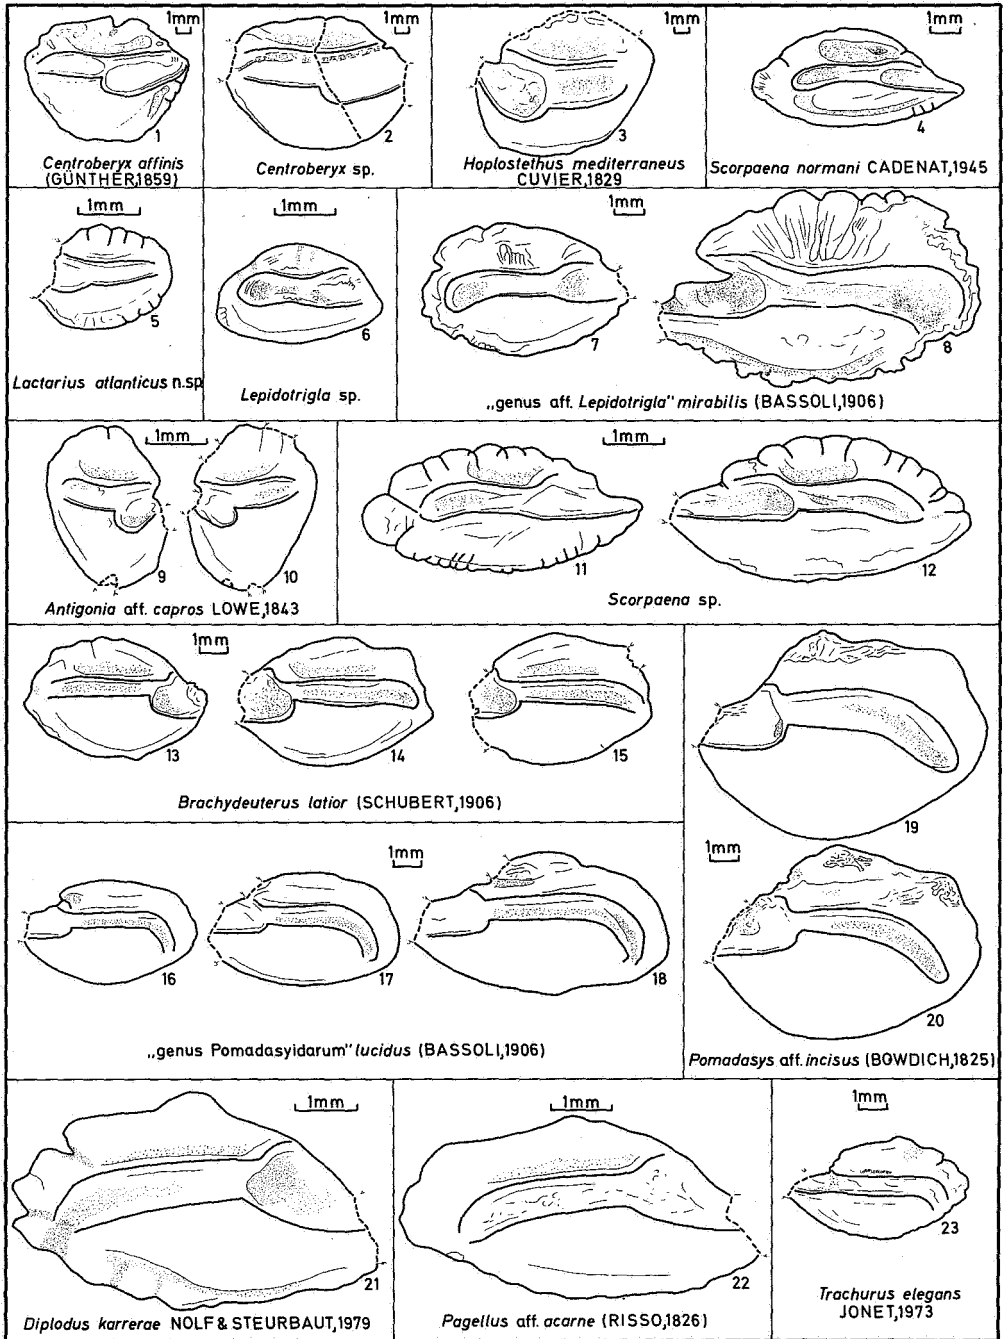 1mm
1
Centroberyx affinis
(GÜNTHER,1859)
1mm
2
Centroberyx sp.
1mm
3
Hoplostethus mediterraneus
CUVIER,1829
1mm
4
Scorpaena normani CADENAT,1945
1mm
5
Lactarius atlanticus n.sp
1mm
6
Lepidotrigla sp.
1mm
7
8
„genus aff. Lepidotrigla" mirabilis (BASSOLI,1906)
1mm
9
10
Antigonia aff. capros LOWE,1843
1mm
11
12
Scorpaena sp.
1mm
13
14
15
Brachydeuterus latior (SCHUBERT,1906)
1mm
16
17
18
„genus Pomadasyidarum" lucidus (BASSOLI,1906)
19
1mm
20
Pomadasys aff. incisus (BOWDICH,1825)
1mm
21
Diplodus karrerae NOLF & STEURBAUT,1979
1mm
22
Pagellus aff. acarne (RISSO,1826)
1mm
23
Trachurus elegans
JONET,1973